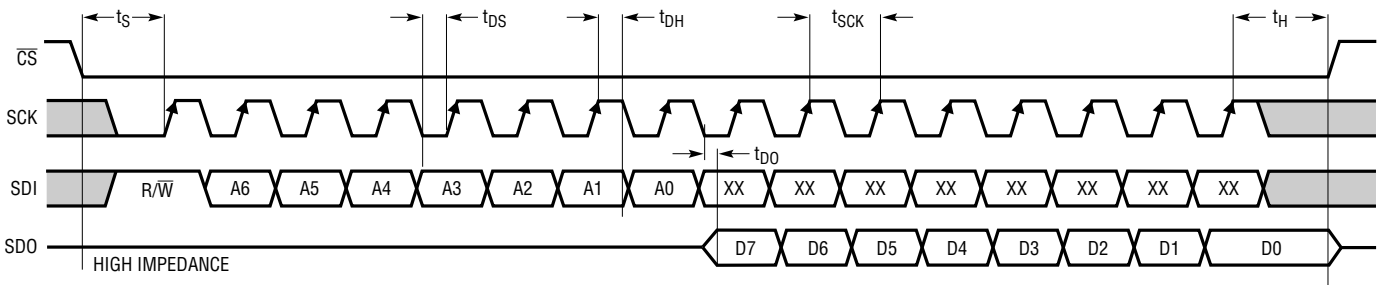 tS tDS tDH tSCK tH
CS
SCK
tDO
SDI R/W A6 A5 A4 A3 A2 A1 A0 XX XX XX XX XX XX XX XX
SDO D7 D6 D5 D4 D3 D2 D1 D0
HIGH IMPEDANCE